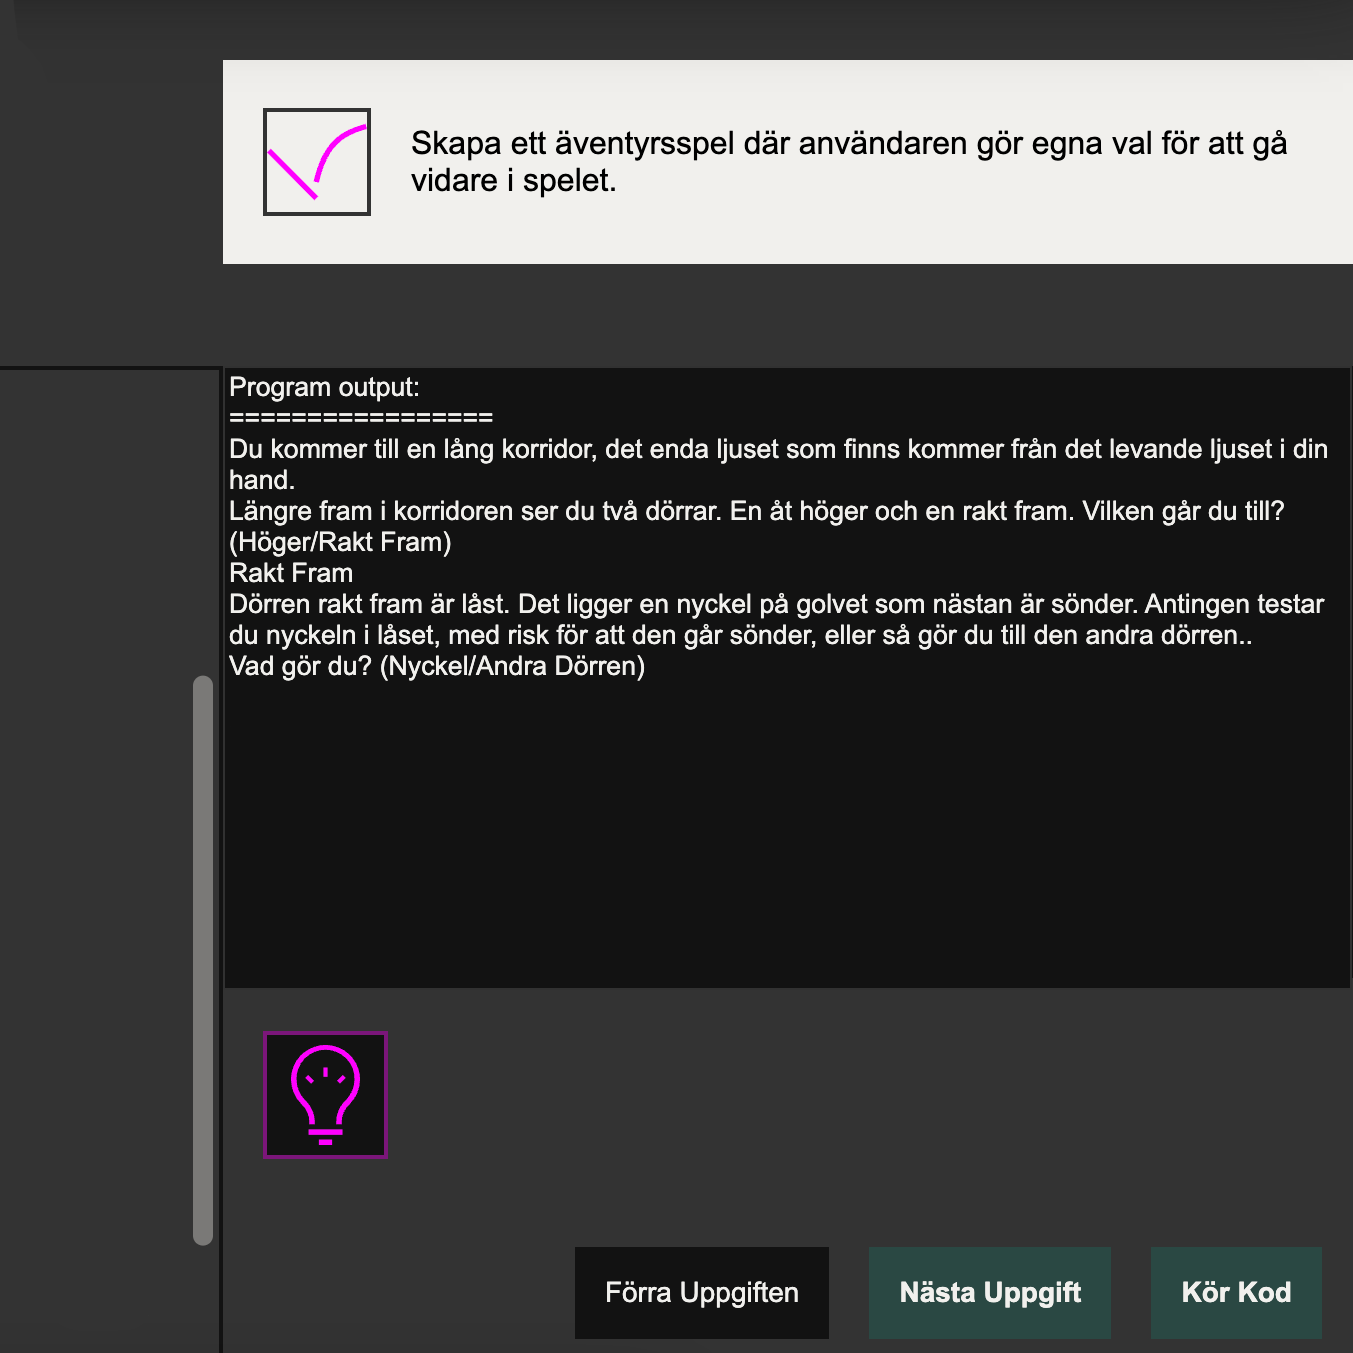 Skapa ett äventyrsspel där användaren gör egna val för att gå
vidare i spelet.
Program output:
=================
Du kommer till en lång korridor, det enda ljuset som finns kommer från det levande ljuset i din
hand.
Längre fram i korridoren ser du två dörrar. En åt höger och en rakt fram. Vilken går du till?
(Höger/Rakt Fram)
Rakt Fram
Dörren rakt fram är låst. Det ligger en nyckel på golvet som nästan är sönder. Antingen testar
du nyckeln i låset, med risk för att den går sönder, eller så gör du till den andra dörren..
Vad gör du? (Nyckel/Andra Dörren)
Förra Uppgiften
Nästa Uppgift
Kör Kod